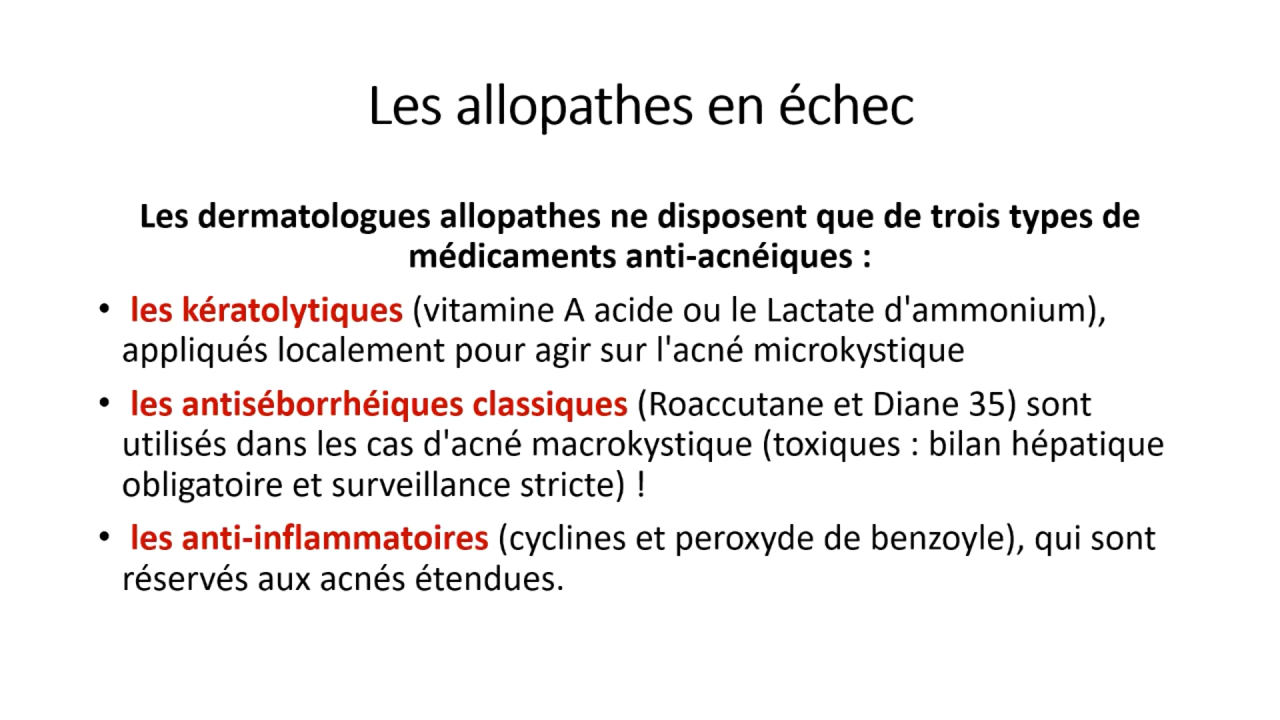 Les allopathes en échec
Les dermatologues allopathes ne disposent que de trois types de
médicaments anti-acnéiques :
• les kératolytiques (vitamine A acide ou le Lactate d'ammonium),
appliqués localement pour agir sur l'acné microkystique
• les antiséborrhéiques classiques (Roaccutane et Diane 35) sont
utilisés dans les cas d'acné macrokystique (toxiques : bilan hépatique
obligatoire et surveillance stricte) !
• les anti-inflammatoires (cyclines et peroxyde de benzoyle), qui sont
réservés aux acnés étendues.